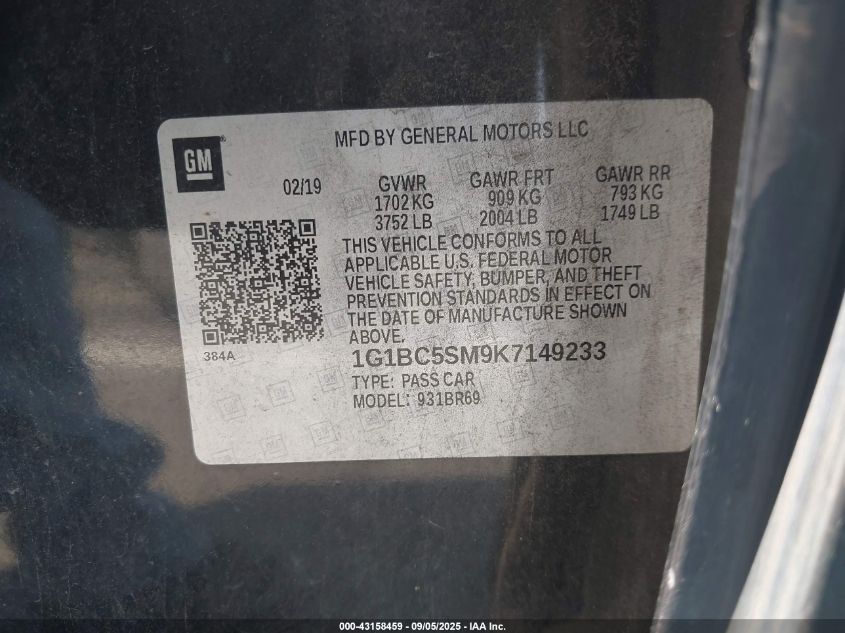 GM
MFD BY GENERAL MOTORS LLC
02/19
GVWR
1702 KG
3752 LB
GAWR FRT
909 KG
2004 LB
GAWR RR
793 KG
1749 LB
THIS VEHICLE CONFORMS TO ALL
APPLICABLE U.S. FEDERAL MOTOR
VEHICLE SAFETY, BUMPER, AND THEFT
PREVENTION STANDARDS IN EFFECT ON
THE DATE OF MANUFACTURE SHOWN
ABOVE.
384A
1G1BC5SM9K7149233
TYPE: PASS CAR
MODEL: 931BR69
000-43158459 - 09/05/2025 - IAA Inc.